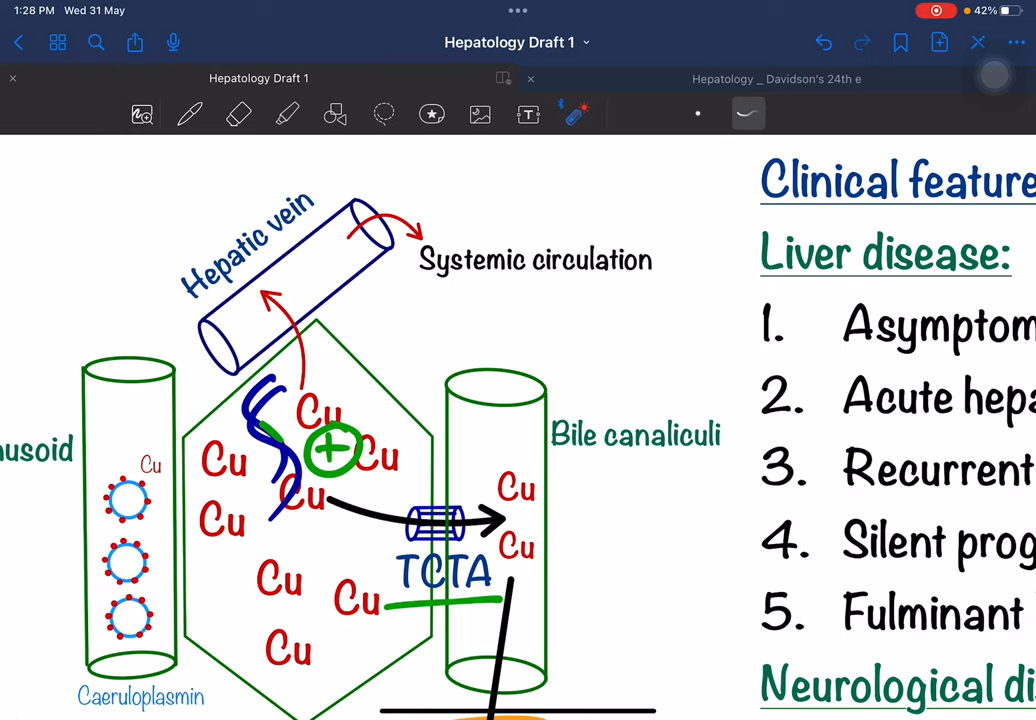 1:28 PM Wed 31 May
42%
Hepatology Draft 1
Hepatology Draft 1
Hepatology _ Davidson's 24th e
Clinical feature
Hepatic vein
Systemic circulation
Liver disease:
1. Asymptom
2. Acute hepa
3. Recurrent
4. Silent prog
5. Fulminant
Neurological di
nusoid
Bile canaliculi
Cu
Cu
Cu
Cu
Cu
Cu
Cu
Cu
Cu
Cu
Cu
+
TCTA
Caeruloplasmin